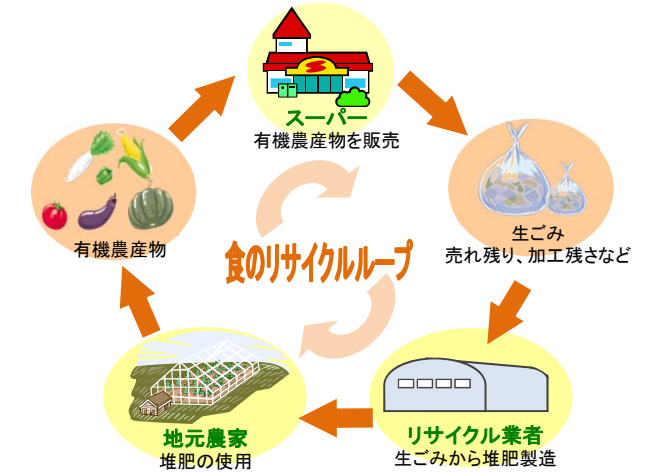 スーパー
有機農産物を販売
生ごみ
売れ残り、加工残さなど
リサイクル業者
生ごみから堆肥製造
地元農家
堆肥の使用
有機農産物
食のリサイクルループ